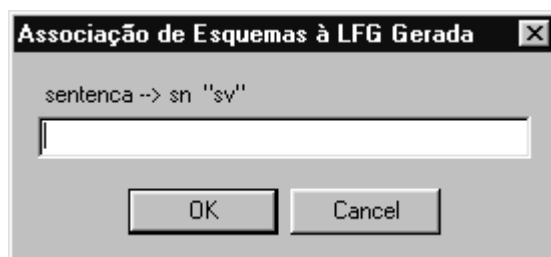 Associação de Esquemas à LFG Gerada
sentenca --> sn "sv"
OK Cancel